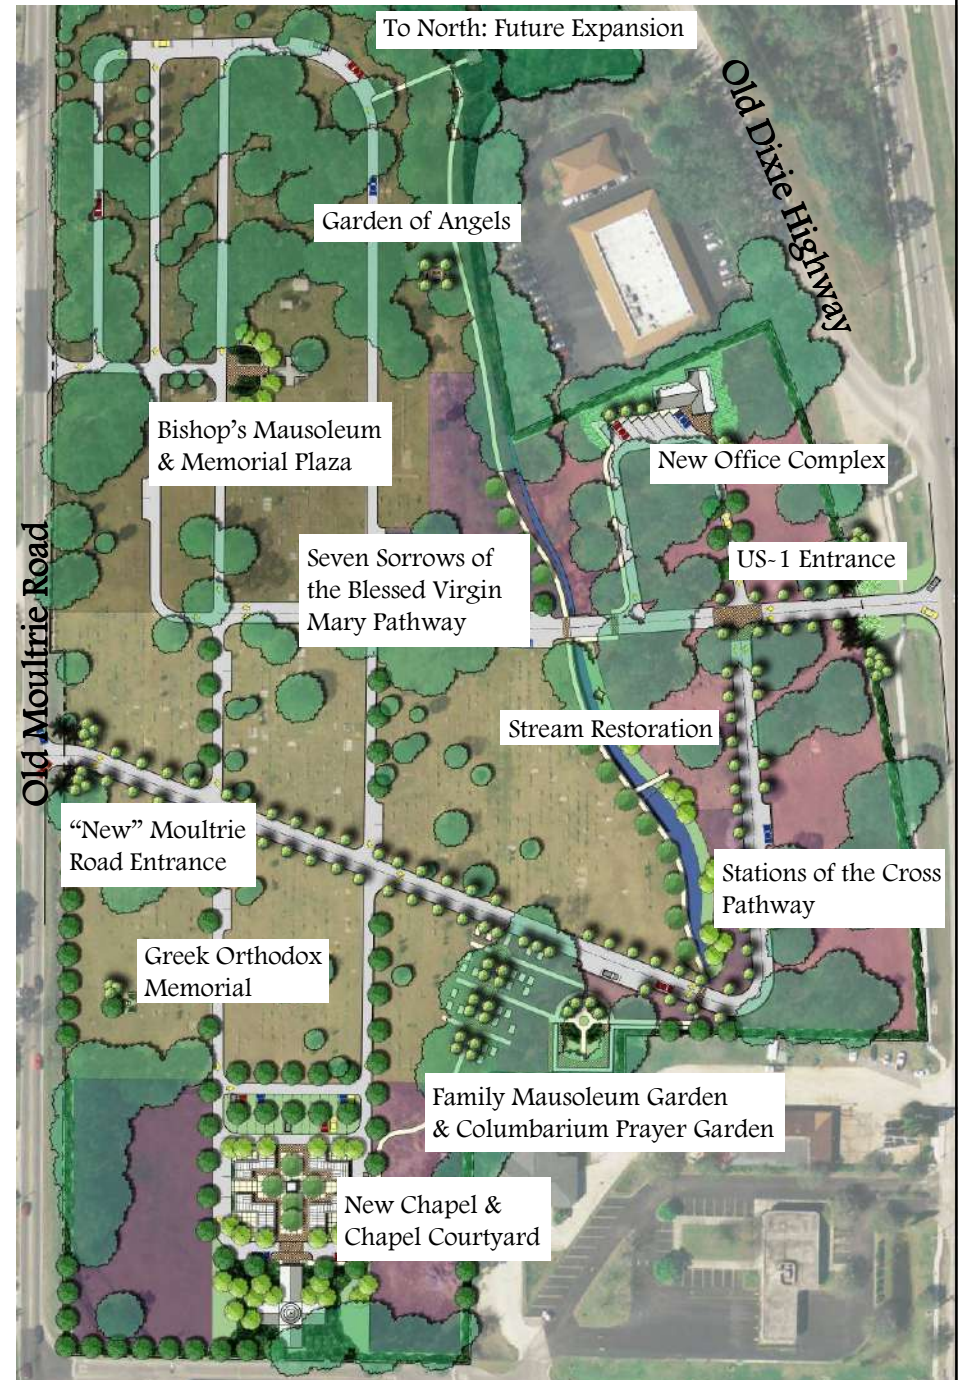 To North: Future Expansion
Old Dixie Highway
Garden of Angels
Bishop's Mausoleum
& Memorial Plaza
New Office Complex
Seven Sorrows of
the Blessed Virgin
Mary Pathway
US-1 Entrance
Old Moultrie Road
Stream Restoration
“New” Moultrie
Road Entrance
Stations of the Cross
Pathway
Greek Orthodox
Memorial
Family Mausoleum Garden
& Columbarium Prayer Garden
New Chapel &
Chapel Courtyard